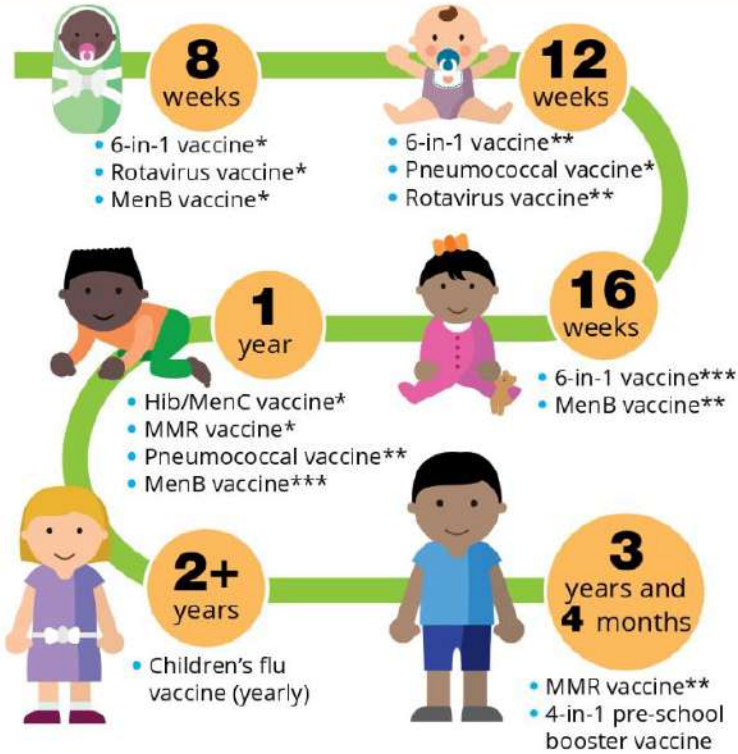 8
weeks
• 6-in-1 vaccine*
• Rotavirus vaccine*
• MenB vaccine*
12
weeks
• 6-in-1 vaccine**
• Pneumococcal vaccine*
• Rotavirus vaccine**
16
weeks
• 6-in-1 vaccine***
• MenB vaccine**
1
year
• Hib/MenC vaccine*
• MMR vaccine*
• Pneumococcal vaccine**
• MenB vaccine***
2+
years
• Children's flu
vaccine (yearly)
3
years and
4 months
• MMR vaccine**
• 4-in-1 pre-school
booster vaccine